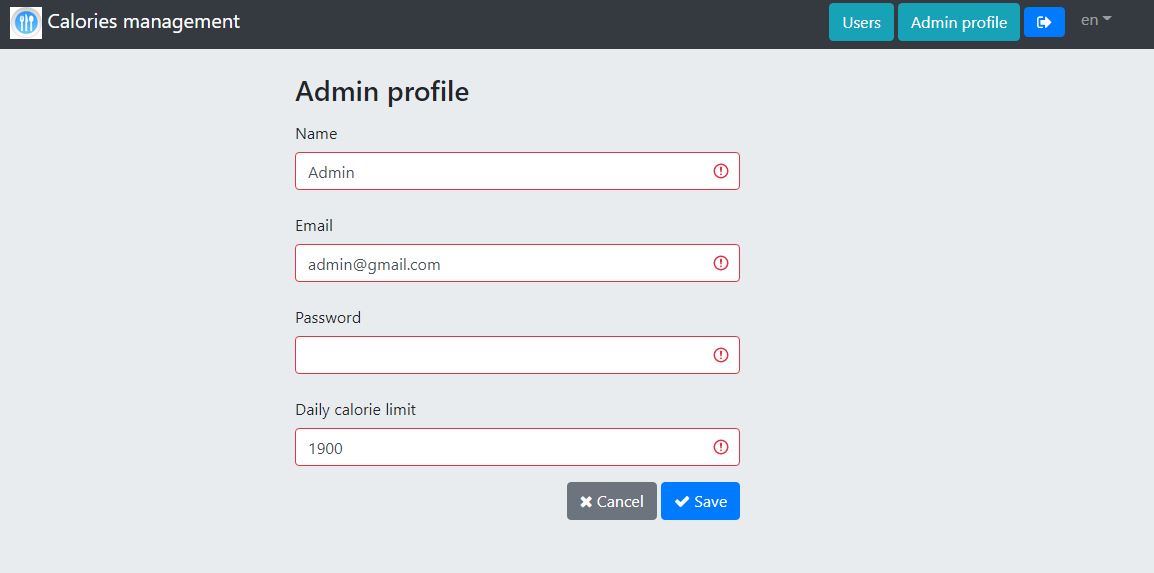 Calories management
Users
Admin profile
en
Admin profile
Name
Admin
Email
admin@gmail.com
Password
Daily calorie limit
1900
Cancel
Save